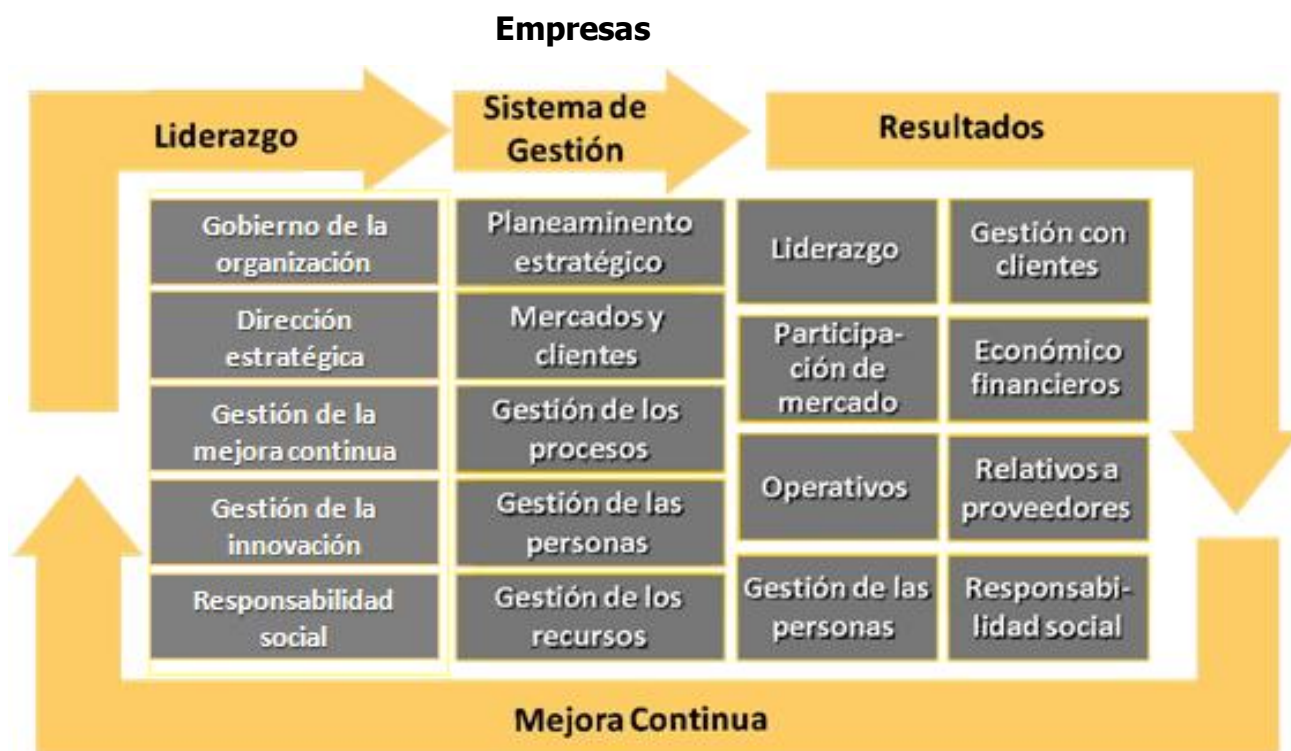 Empresas
Liderazgo
Sistema de
Gestión
Resultados
Gobierno de la
organización
Dirección
estratégica
Gestión de la
mejora continua
Gestión de la
innovación
Responsabilidad
social
Planeaminento
estratégico
Mercados y
clientes
Gestión de los
procesos
Gestión de las
personas
Gestión de los
recursos
Liderazgo
Participa-
ción de
mercado
Operativos
Gestión de las
personas
Gestión con
clientes
Económico
financieros
Relativos a
proveedores
Responsabi-
lidad social
Mejora Continua